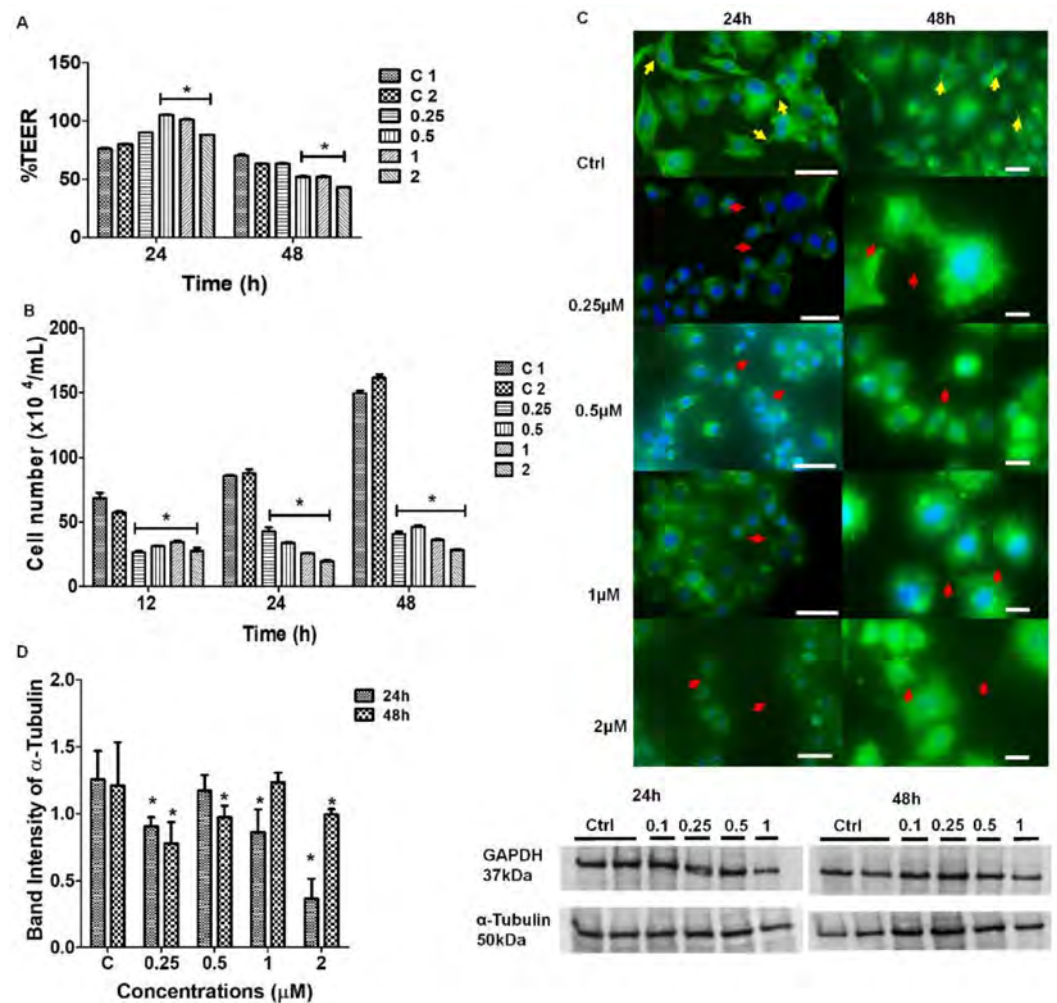 A
%TEER
150
100
50
0
*
*
24 48
Time (h)
C 1
C 2
0.25
0.5
1
2
B
Cell number (x10 4/mL)
200
150
100
50
0
*
*
*
12 24 48
Time (h)
C 1
C 2
0.25
0.5
1
2
C
24h 48h
Ctrl
0.25µM
0.5µM
1µM
2µM
D
Band Intensity of α-Tubulin
2.0
1.5
1.0
0.5
0.0
* * * * * *
C 0.25 0.5 1 2
Concentrations (µM)
24h
48h
24h 48h
Ctrl 0.1 0.25 0.5 1 Ctrl 0.1 0.25 0.5 1
GAPDH
37kDa
α-Tubulin
50kDa